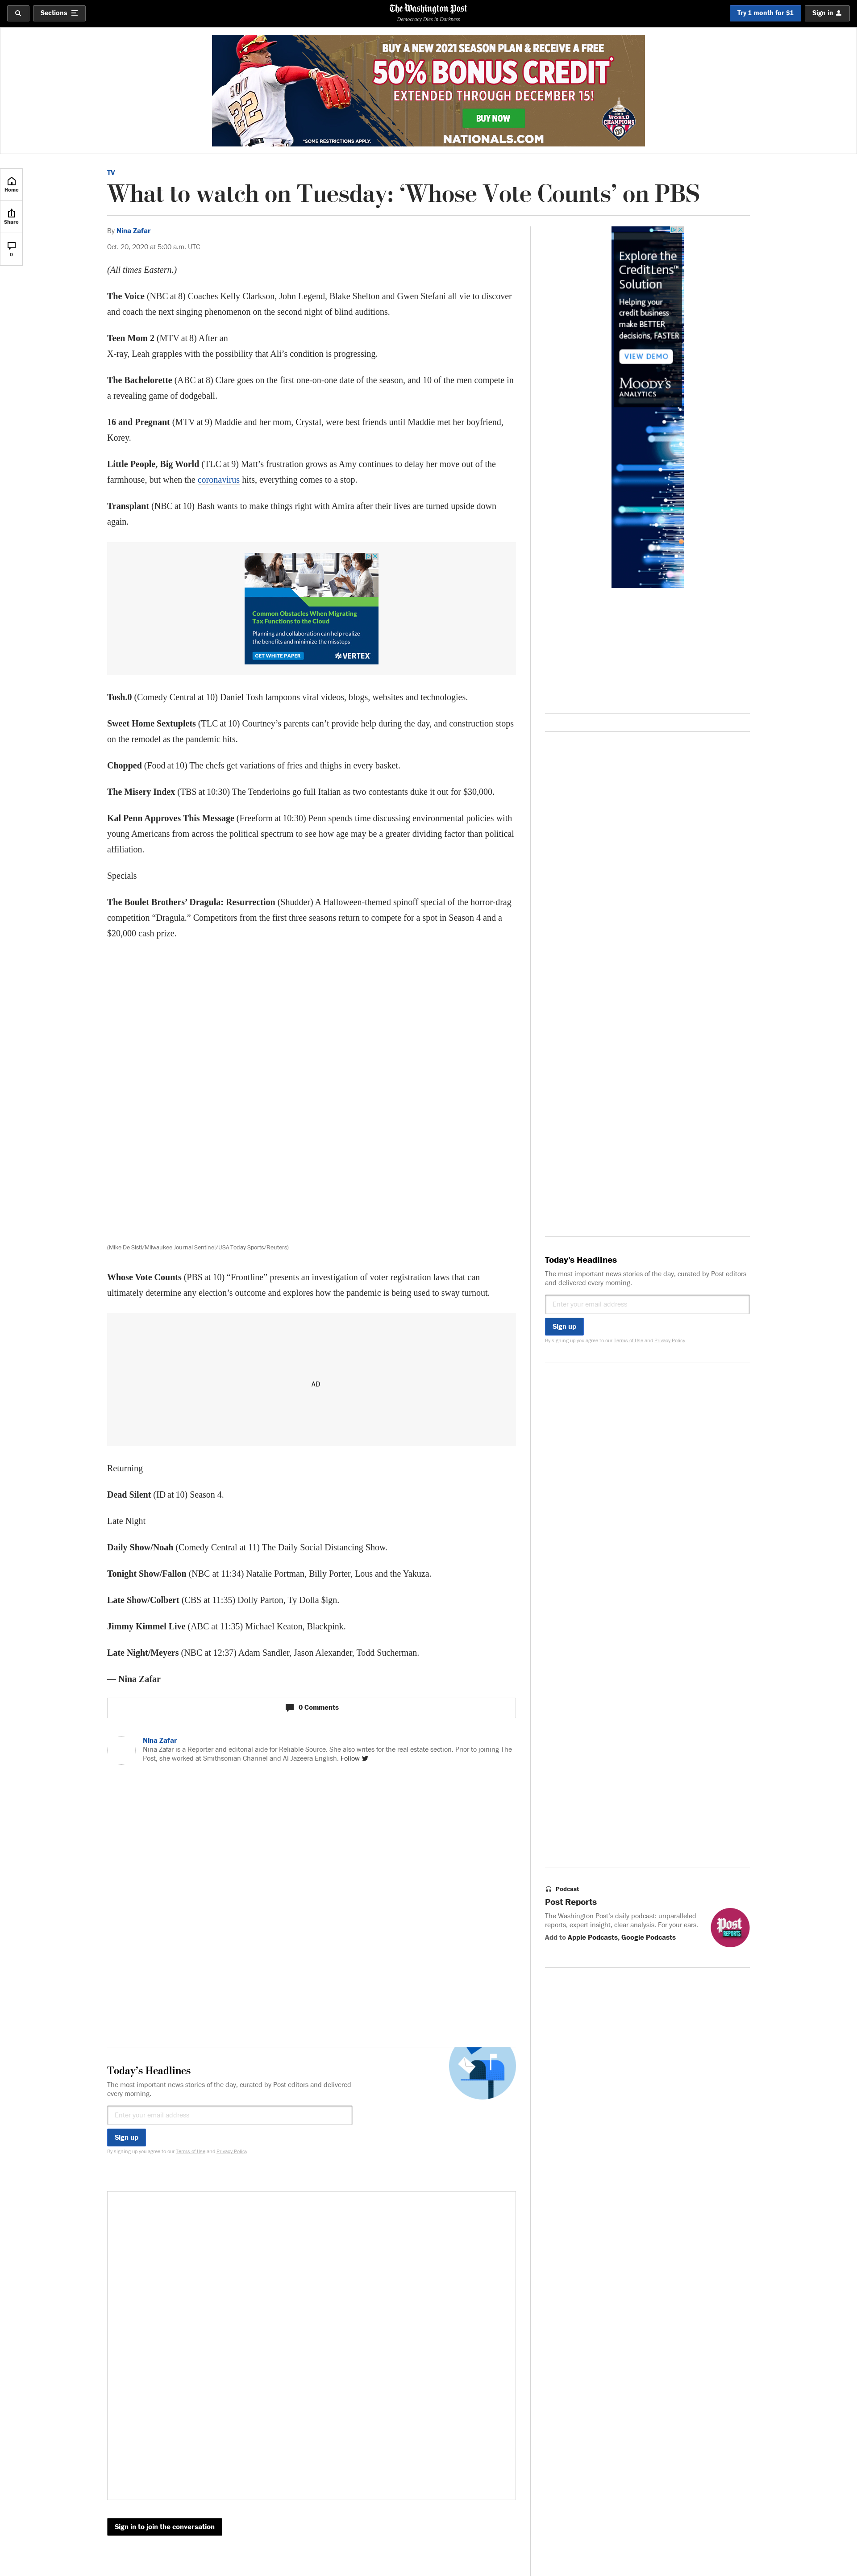 Sections
The Washington Post
Democracy Dies in Darkness
Try 1 month for $1
Sign in
BUY A NEW 2021 SEASON PLAN & RECEIVE A FREE
50% BONUS CREDIT*
EXTENDED THROUGH DECEMBER 15!
BUY NOW
*SOME RESTRICTIONS APPLY.
NATIONALS.COM
WORLD
CHAMPIONS
22
Home
Share
0
TV
What to watch on Tuesday: ‘Whose Vote Counts’ on PBS
By Nina Zafar
Oct. 20, 2020 at 5:00 a.m. UTC
(All times Eastern.)
The Voice (NBC at 8) Coaches Kelly Clarkson, John Legend, Blake Shelton and Gwen Stefani all vie to discover
and coach the next singing phenomenon on the second night of blind auditions.
Teen Mom 2 (MTV at 8) After an
X-ray, Leah grapples with the possibility that Ali’s condition is progressing.
The Bachelorette (ABC at 8) Clare goes on the first one-on-one date of the season, and 10 of the men compete in
a revealing game of dodgeball.
16 and Pregnant (MTV at 9) Maddie and her mom, Crystal, were best friends until Maddie met her boyfriend,
Korey.
Little People, Big World (TLC at 9) Matt’s frustration grows as Amy continues to delay her move out of the
farmhouse, but when the coronavirus hits, everything comes to a stop.
Transplant (NBC at 10) Bash wants to make things right with Amira after their lives are turned upside down
again.
Common Obstacles When Migrating
Tax Functions to the Cloud
Planning and collaboration can help realize
the benefits and minimize the missteps
GET WHITE PAPER
VERTEX
Tosh.0 (Comedy Central at 10) Daniel Tosh lampoons viral videos, blogs, websites and technologies.
Sweet Home Sextuplets (TLC at 10) Courtney’s parents can’t provide help during the day, and construction stops
on the remodel as the pandemic hits.
Chopped (Food at 10) The chefs get variations of fries and thighs in every basket.
The Misery Index (TBS at 10:30) The Tenderloins go full Italian as two contestants duke it out for $30,000.
Kal Penn Approves This Message (Freeform at 10:30) Penn spends time discussing environmental policies with
young Americans from across the political spectrum to see how age may be a greater dividing factor than political
affiliation.
Specials
The Boulet Brothers’ Dragula: Resurrection (Shudder) A Halloween-themed spinoff special of the horror-drag
competition “Dragula.” Competitors from the first three seasons return to compete for a spot in Season 4 and a
$20,000 cash prize.
(Mike De Sisti/Milwaukee Journal Sentinel/USA Today Sports/Reuters)
Whose Vote Counts (PBS at 10) “Frontline” presents an investigation of voter registration laws that can
ultimately determine any election’s outcome and explores how the pandemic is being used to sway turnout.
AD
Returning
Dead Silent (ID at 10) Season 4.
Late Night
Daily Show/Noah (Comedy Central at 11) The Daily Social Distancing Show.
Tonight Show/Fallon (NBC at 11:34) Natalie Portman, Billy Porter, Lous and the Yakuza.
Late Show/Colbert (CBS at 11:35) Dolly Parton, Ty Dolla $ign.
Jimmy Kimmel Live (ABC at 11:35) Michael Keaton, Blackpink.
Late Night/Meyers (NBC at 12:37) Adam Sandler, Jason Alexander, Todd Sucherman.
— Nina Zafar
0 Comments
Nina Zafar
Nina Zafar is a Reporter and editorial aide for Reliable Source. She also writes for the real estate section. Prior to joining The
Post, she worked at Smithsonian Channel and Al Jazeera English. Follow
Today’s Headlines
The most important news stories of the day, curated by Post editors and delivered
every morning.
Enter your email address
Sign up
By signing up you agree to our Terms of Use and Privacy Policy
Sign in to join the conversation
Explore the
CreditLens™
Solution
Helping your
credit business
make BETTER
decisions, FASTER
VIEW DEMO
MOODY’S
ANALYTICS
Today’s Headlines
The most important news stories of the day, curated by Post editors
and delivered every morning.
Enter your email address
Sign up
By signing up you agree to our Terms of Use and Privacy Policy
Podcast
Post Reports
The Washington Post’s daily podcast: unparalleled
reports, expert insight, clear analysis. For your ears.
Add to Apple Podcasts, Google Podcasts
Post
REPORTS